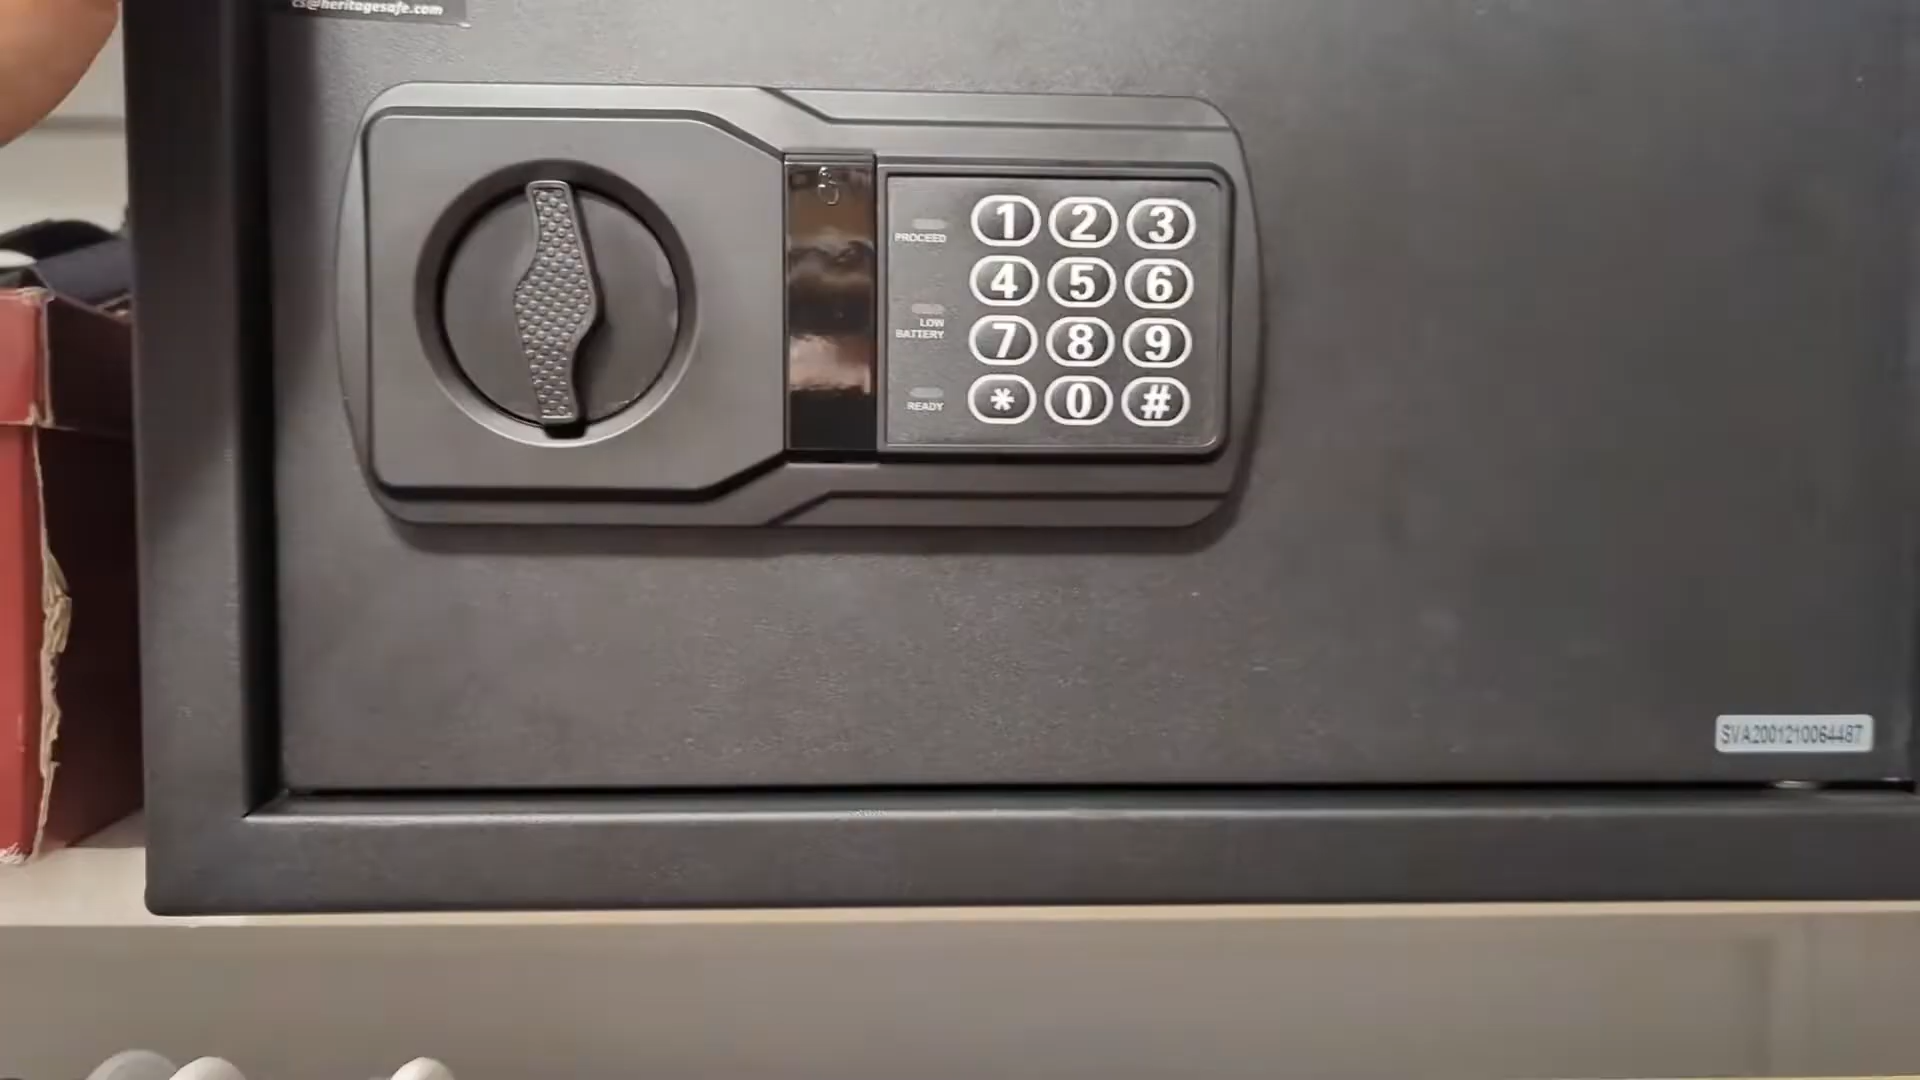 cs@heritagesafe.com
1 2 3
PROCEED
4 5 6
LOW
BATTERY
7 8 9
READY
* 0 #
SVA2001210064487